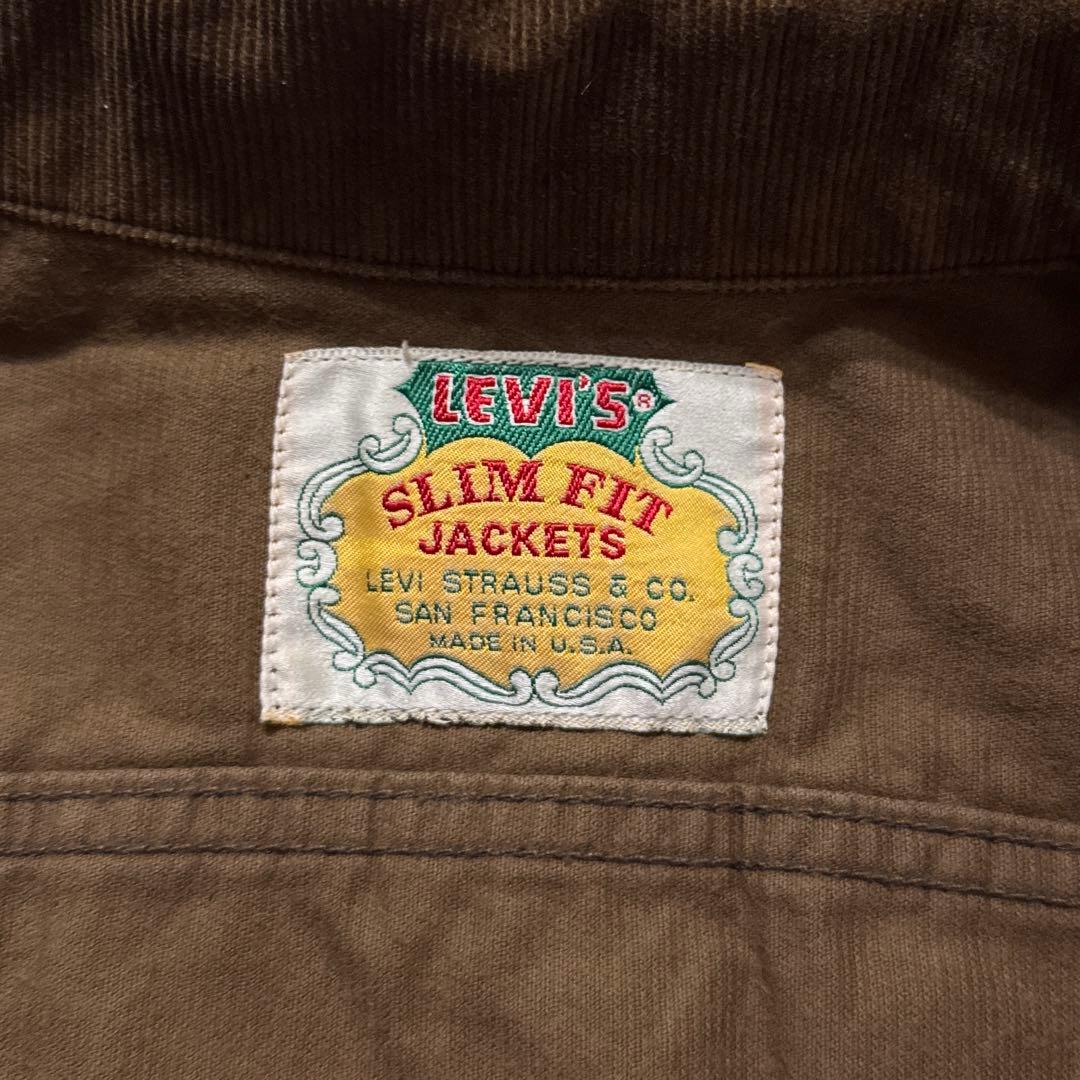 LEVI'S®
SLIM FIT
JACKETS
LEVI STRAUSS & CO.
SAN FRANCISCO
MADE IN U.S.A.